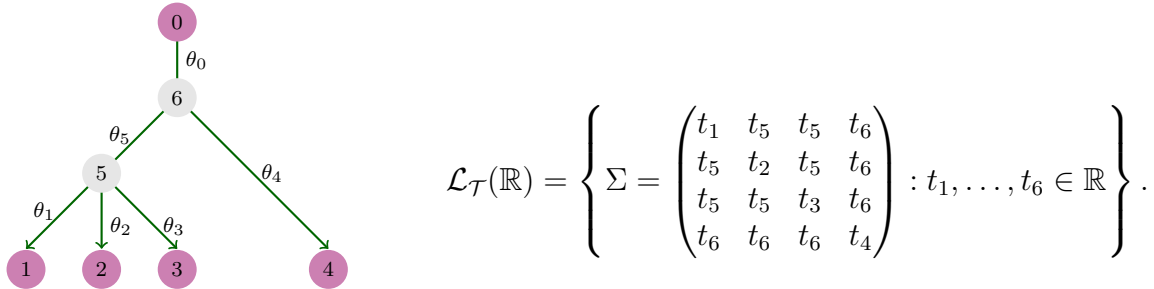 0
θ₀
6
θ₅
θ₄
5
θ₁ θ₂ θ₃
1 2 3 4
𝓛_𝒯(ℝ) = { Σ = ( t₁ t₅ t₅ t₆
t₅ t₂ t₅ t₆
t₅ t₅ t₃ t₆
t₆ t₆ t₆ t₄ ) : t₁, …, t₆ ∈ ℝ } .